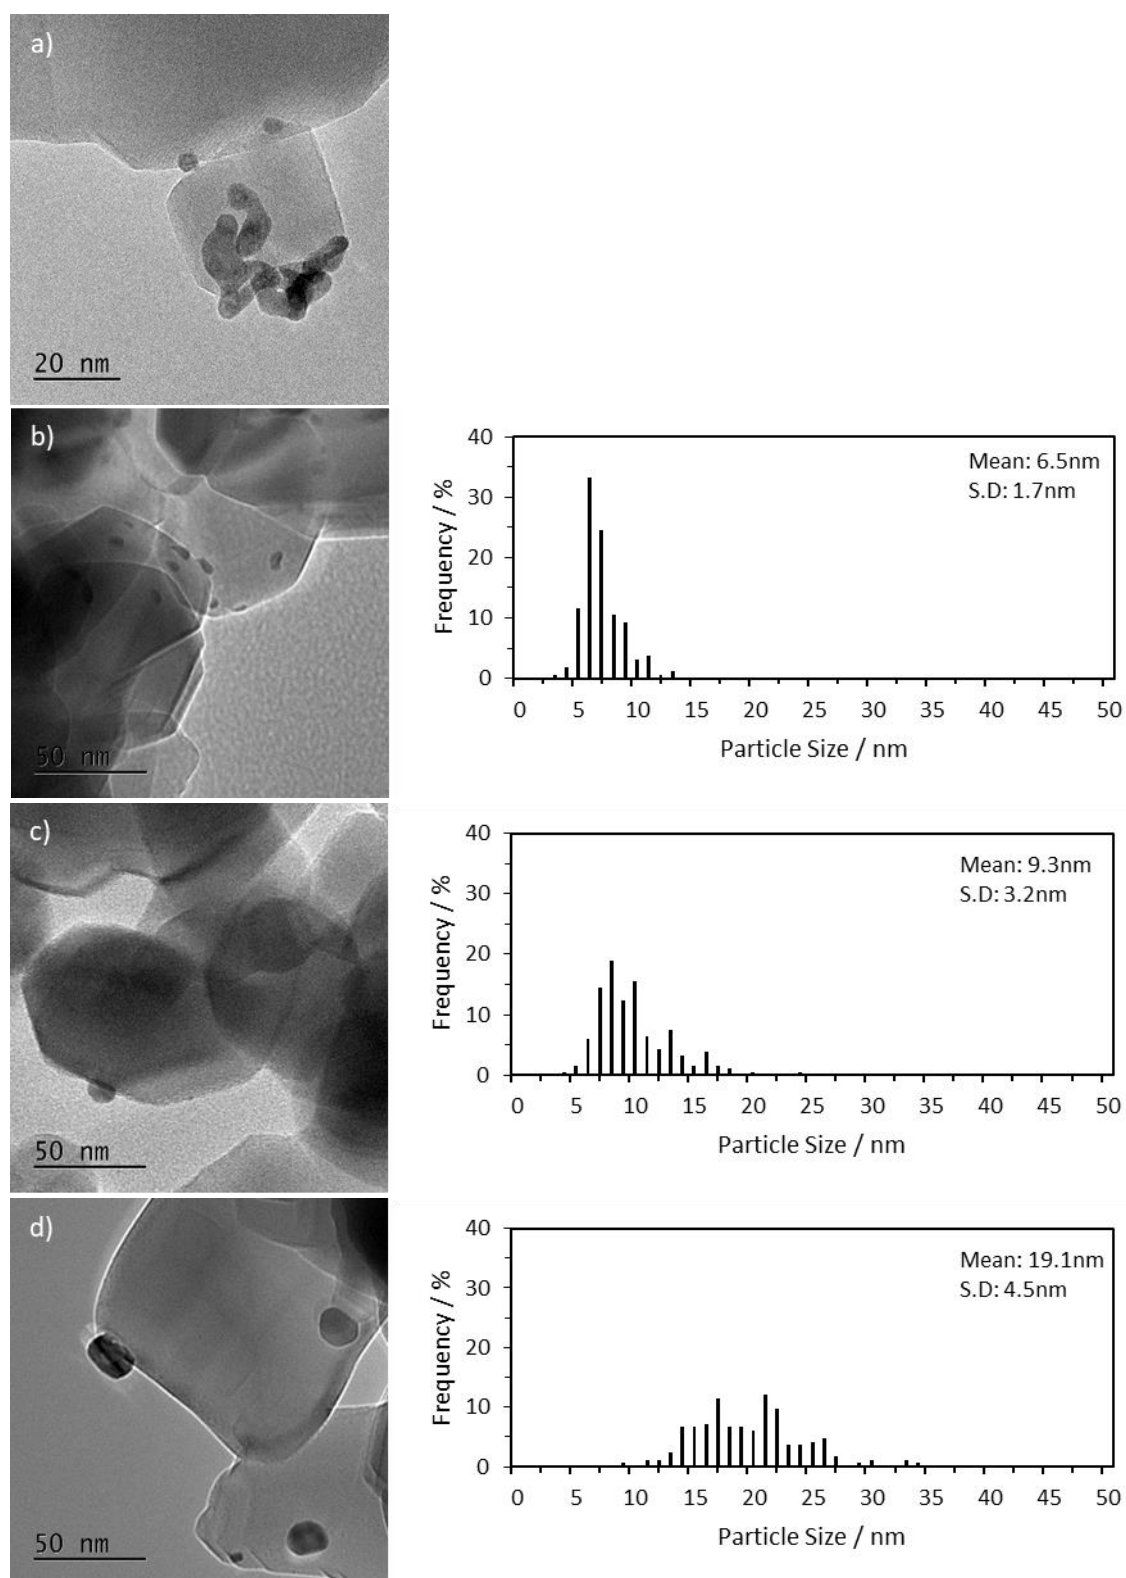 a)
20 nm
b)
50 nm
40
30
20
10
0
Frequency / %
Mean: 6.5nm
S.D: 1.7nm
0 5 10 15 20 25 30 35 40 45 50
Particle Size / nm
c)
50 nm
40
30
20
10
0
Frequency / %
Mean: 9.3nm
S.D: 3.2nm
0 5 10 15 20 25 30 35 40 45 50
Particle Size / nm
d)
50 nm
40
30
20
10
0
Frequency / %
Mean: 19.1nm
S.D: 4.5nm
0 5 10 15 20 25 30 35 40 45 50
Particle Size / nm